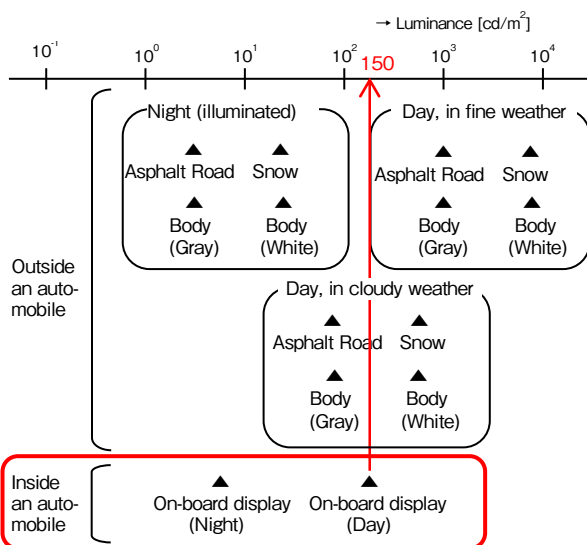 → Luminance [cd/m²]
10⁻¹ 10⁰ 10¹ 10² 10³ 10⁴
150
Night (illuminated)
Day, in fine weather
Asphalt Road Snow
Asphalt Road Snow
Body Body
(Gray) (White)
Body Body
(Gray) (White)
Outside
an auto-
mobile
Day, in cloudy weather
Asphalt Road Snow
Body Body
(Gray) (White)
Inside
an auto-
mobile
On-board display
(Night)
On-board display
(Day)